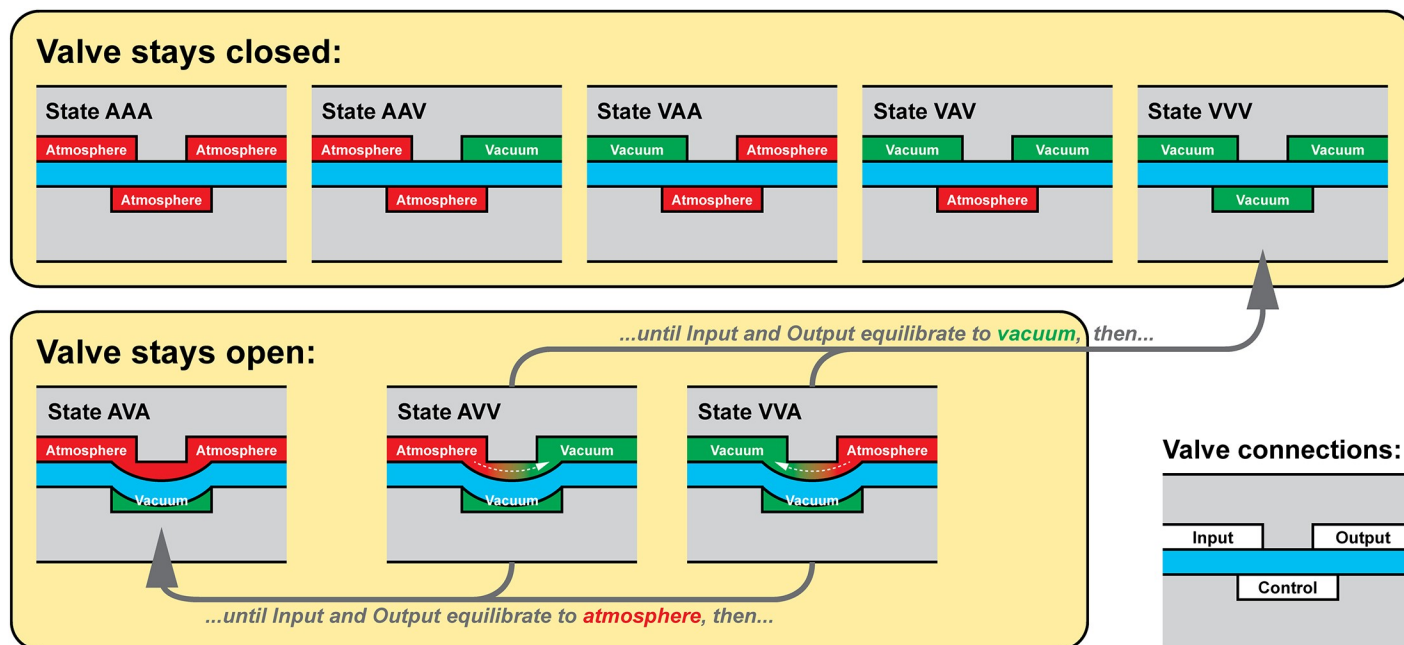 Valve stays closed:
State AAA
Atmosphere
Atmosphere
Atmosphere
State AAV
Atmosphere
Vacuum
Atmosphere
State VAA
Vacuum
Atmosphere
Atmosphere
State VAV
Vacuum
Vacuum
Atmosphere
State VVV
Vacuum
Vacuum
Vacuum
...until Input and Output equilibrate to vacuum, then...
Valve stays open:
State AVA
Atmosphere
Atmosphere
Vacuum
State AVV
Atmosphere
Vacuum
Vacuum
State VVA
Vacuum
Atmosphere
Vacuum
...until Input and Output equilibrate to atmosphere, then...
Valve connections:
Input
Output
Control